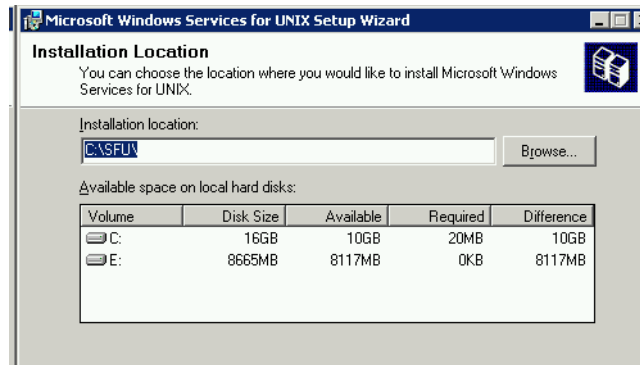 Microsoft Windows Services for UNIX Setup Wizard
Installation Location
You can choose the location where you would like to install Microsoft Windows
Services for UNIX.
Installation location:
C:\SFU\
Browse...
Available space on local hard disks:
Volume Disk Size Available Required Difference
C: 16GB 10GB 20MB 10GB
E: 8665MB 8117MB 0KB 8117MB